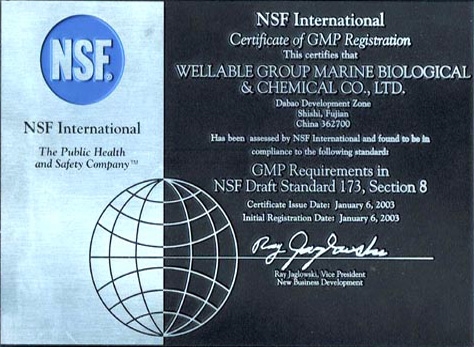 NSF®
NSF International
The Public Health
and Safety Company™
NSF International
Certificate of GMP Registration
This certifies that
WELLABLE GROUP MARINE BIOLOGICAL
& CHEMICAL CO., LTD.
Dabao Development Zone
Shishi, Fujian
China 362700
Has been assessed by NSF International and found to be in
compliance to the following standard:
GMP Requirements in
NSF Draft Standard 173, Section 8
Certificate Issue Date: January 6, 2003
Initial Registration Date: January 6, 2003
Ray Jaglowski
Ray Jaglowski, Vice President
New Business Development